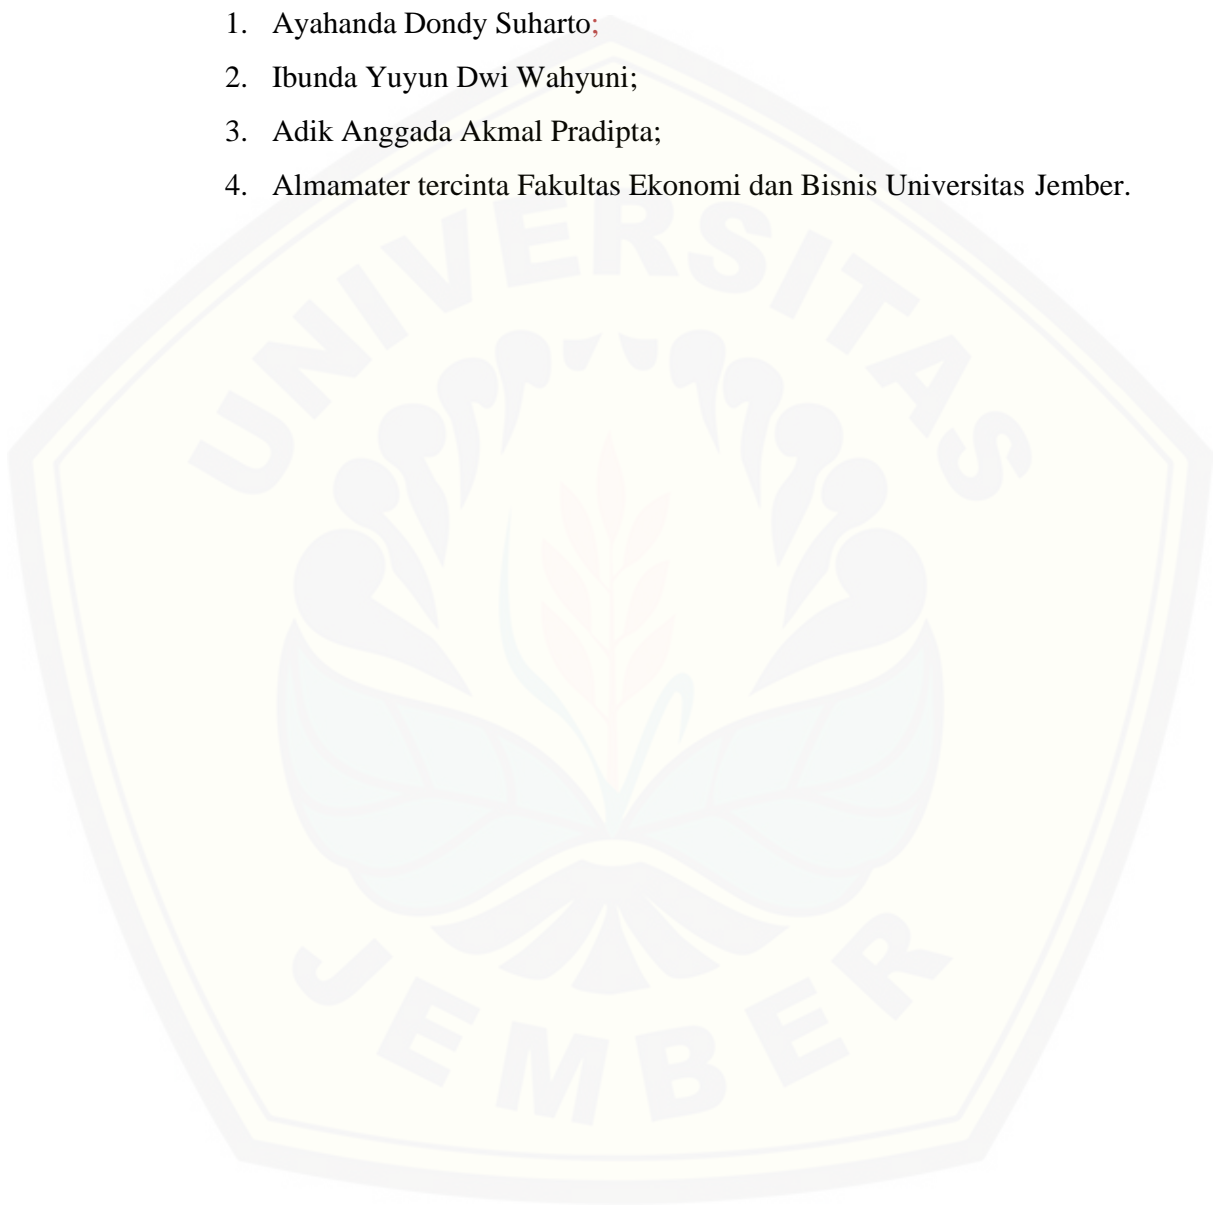 1. Ayahanda Dondy Suharto;
2. Ibunda Yuyun Dwi Wahyuni;
3. Adik Anggada Akmal Pradipta;
4. Almamater tercinta Fakultas Ekonomi dan Bisnis Universitas Jember.
UNIVERSITAS
JEMBER